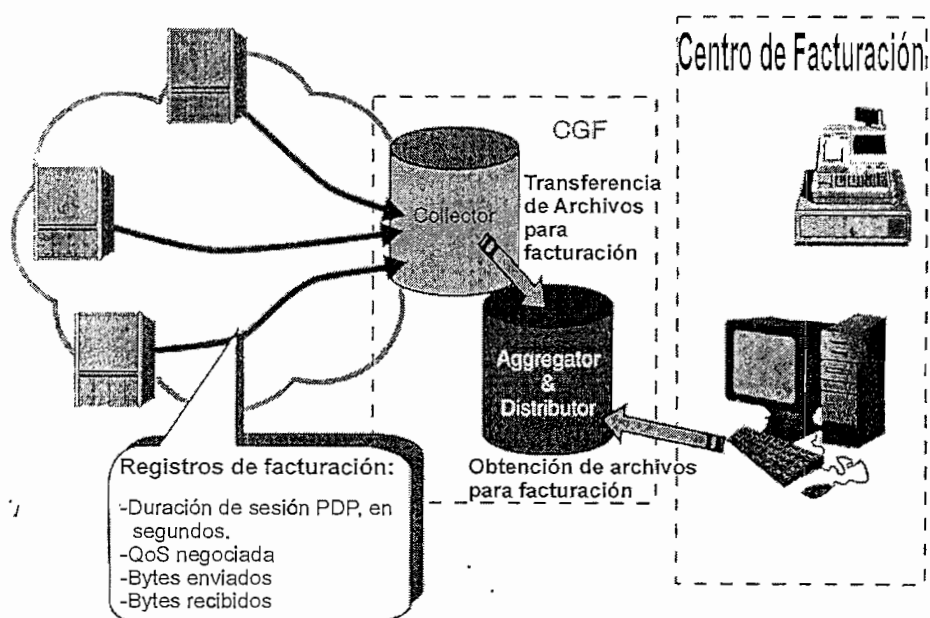 Centro de Facturación
CGF
Collector
Transferencia
de Archivos
para
facturación
Aggregator
&
Distributor
Obtención de archivos
para facturación
Registros de facturación:
-Duración de sesión PDP, en
segundos.
-QoS negociada
-Bytes enviados
-Bytes recibidos